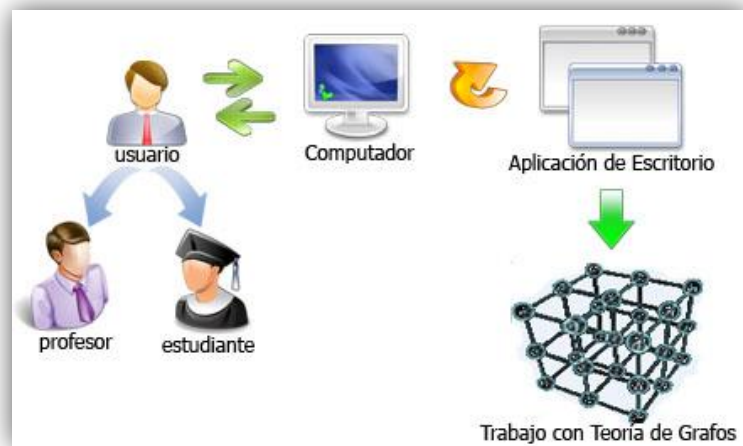 usuario
Computador
Aplicación de Escritorio
profesor
estudiante
Trabajo con Teoría de Grafos